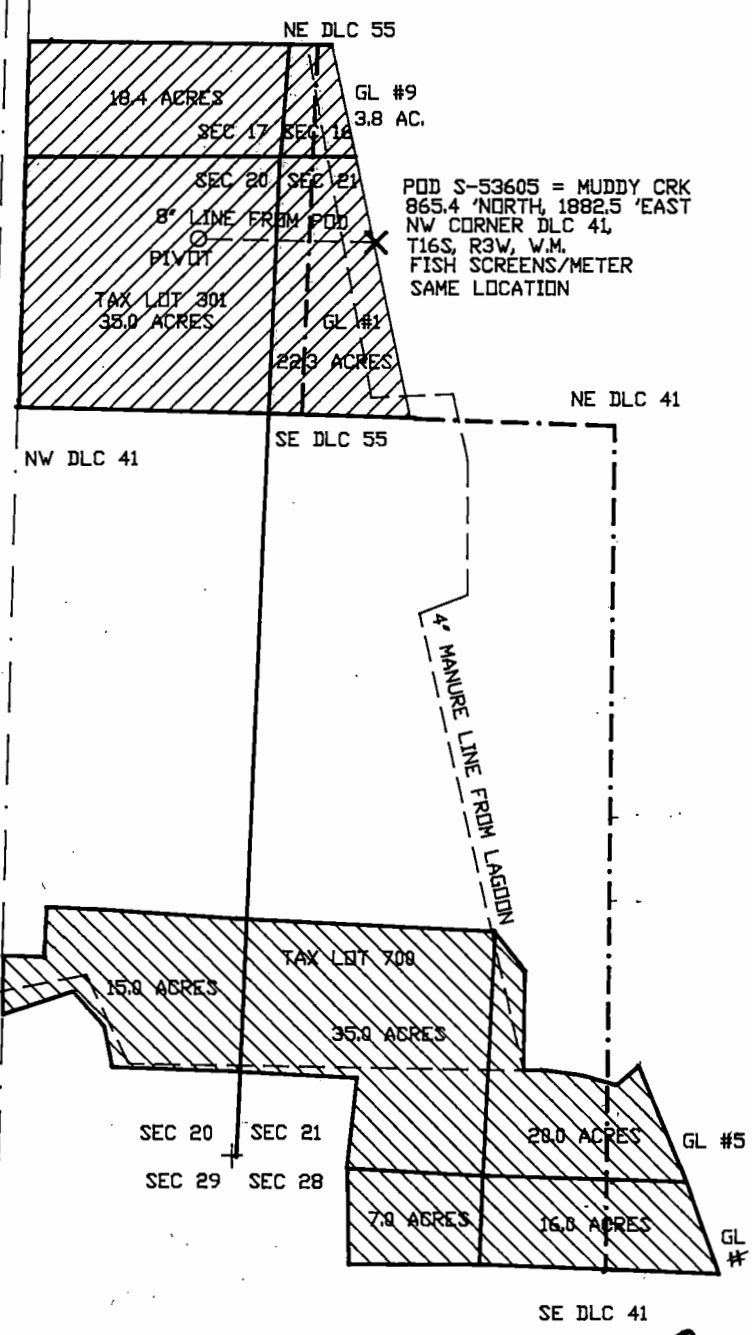 NE DLC 55
18.4 ACRES
GL #9
3.8 AC.
SEC 17 SEC 16
SEC 20 SEC 21
POD S-53605 = MUDDY CRK
865.4 'NORTH, 1882.5 'EAST
NW CORNER DLC 41,
T16S, R3W, W.M.
FISH SCREENS/METER
SAME LOCATION
8" LINE FROM POD
PIVOT
TAX LOT 301
35.0 ACRES
GL #1
22.3 ACRES
NE DLC 41
SE DLC 55
NW DLC 41
4" MANURE LINE FROM LAGOON
TAX LOT 700
15.0 ACRES
35.0 ACRES
SEC 20 SEC 21
20.0 ACRES
GL #5
SEC 29 SEC 28
7.0 ACRES
16.0 ACRES
GL
#
SE DLC 41